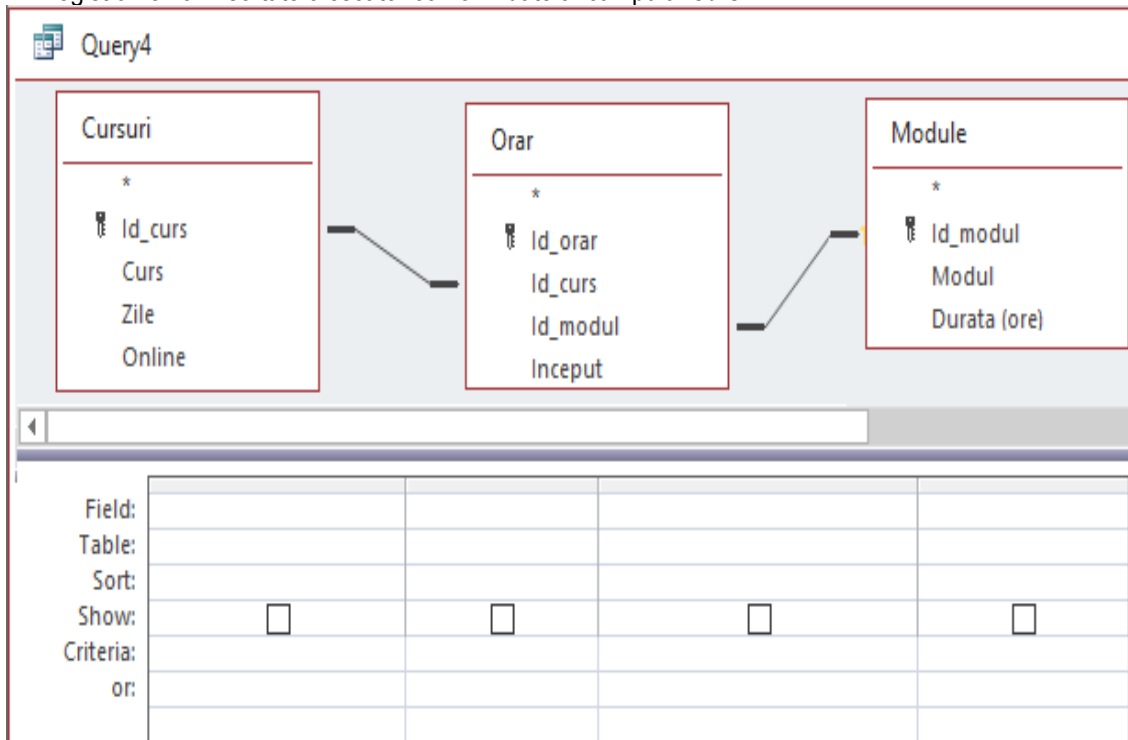 Query4
Cursuri
*
Id_curs
Curs
Zile
Online
Orar
*
Id_orar
Id_curs
Id_modul
Inceput
Module
*
Id_modul
Modul
Durata (ore)
Field:
Table:
Sort:
Show:
Criteria:
or: